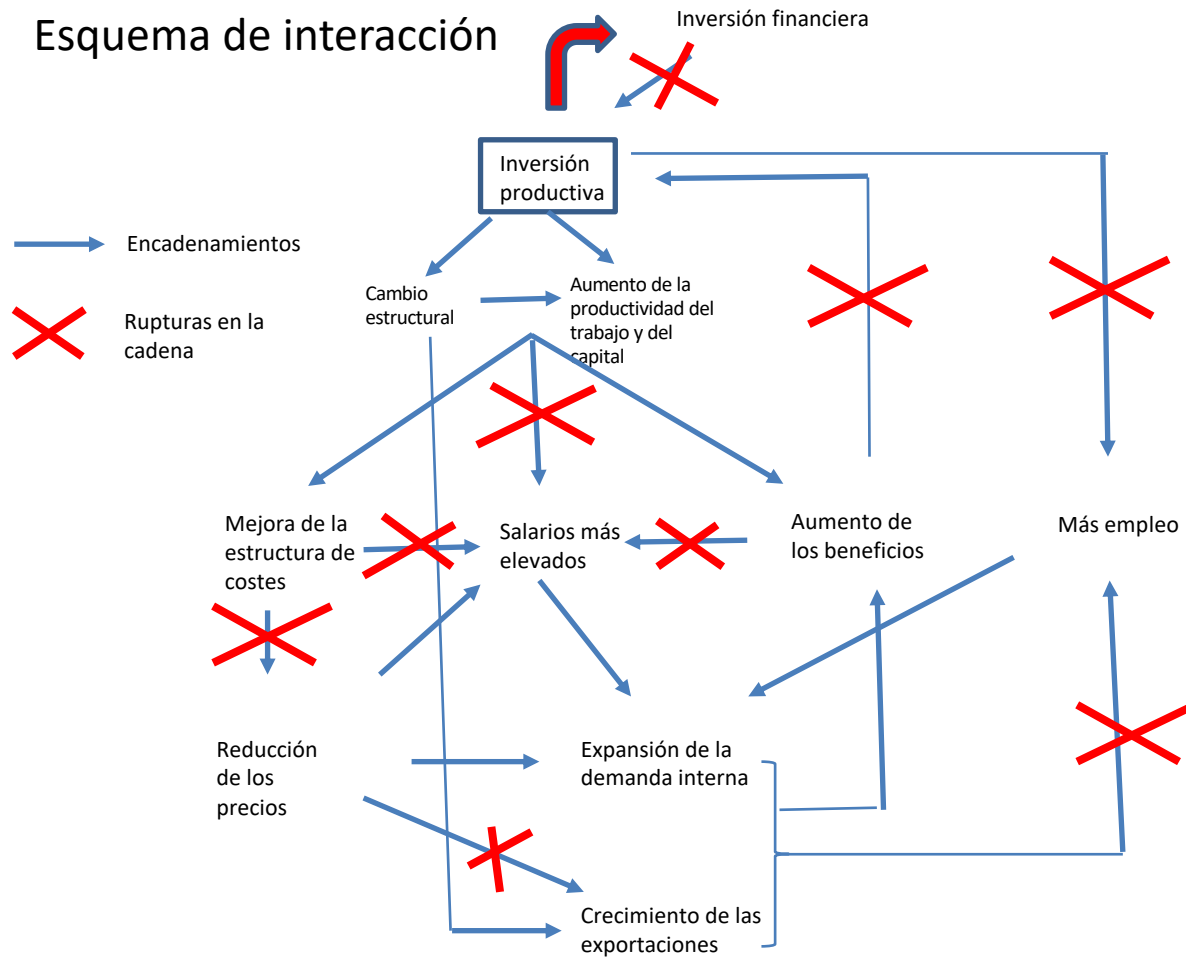 Esquema de interacción
Inversión financiera
Inversión
productiva
Encadenamientos
Rupturas en la
cadena
Cambio
estructural
Aumento de la
productividad del
trabajo y del
capital
Mejora de la
estructura de
costes
Salarios más
elevados
Aumento de
los beneficios
Más empleo
Reducción
de los
precios
Expansión de la
demanda interna
Crecimiento de las
exportaciones